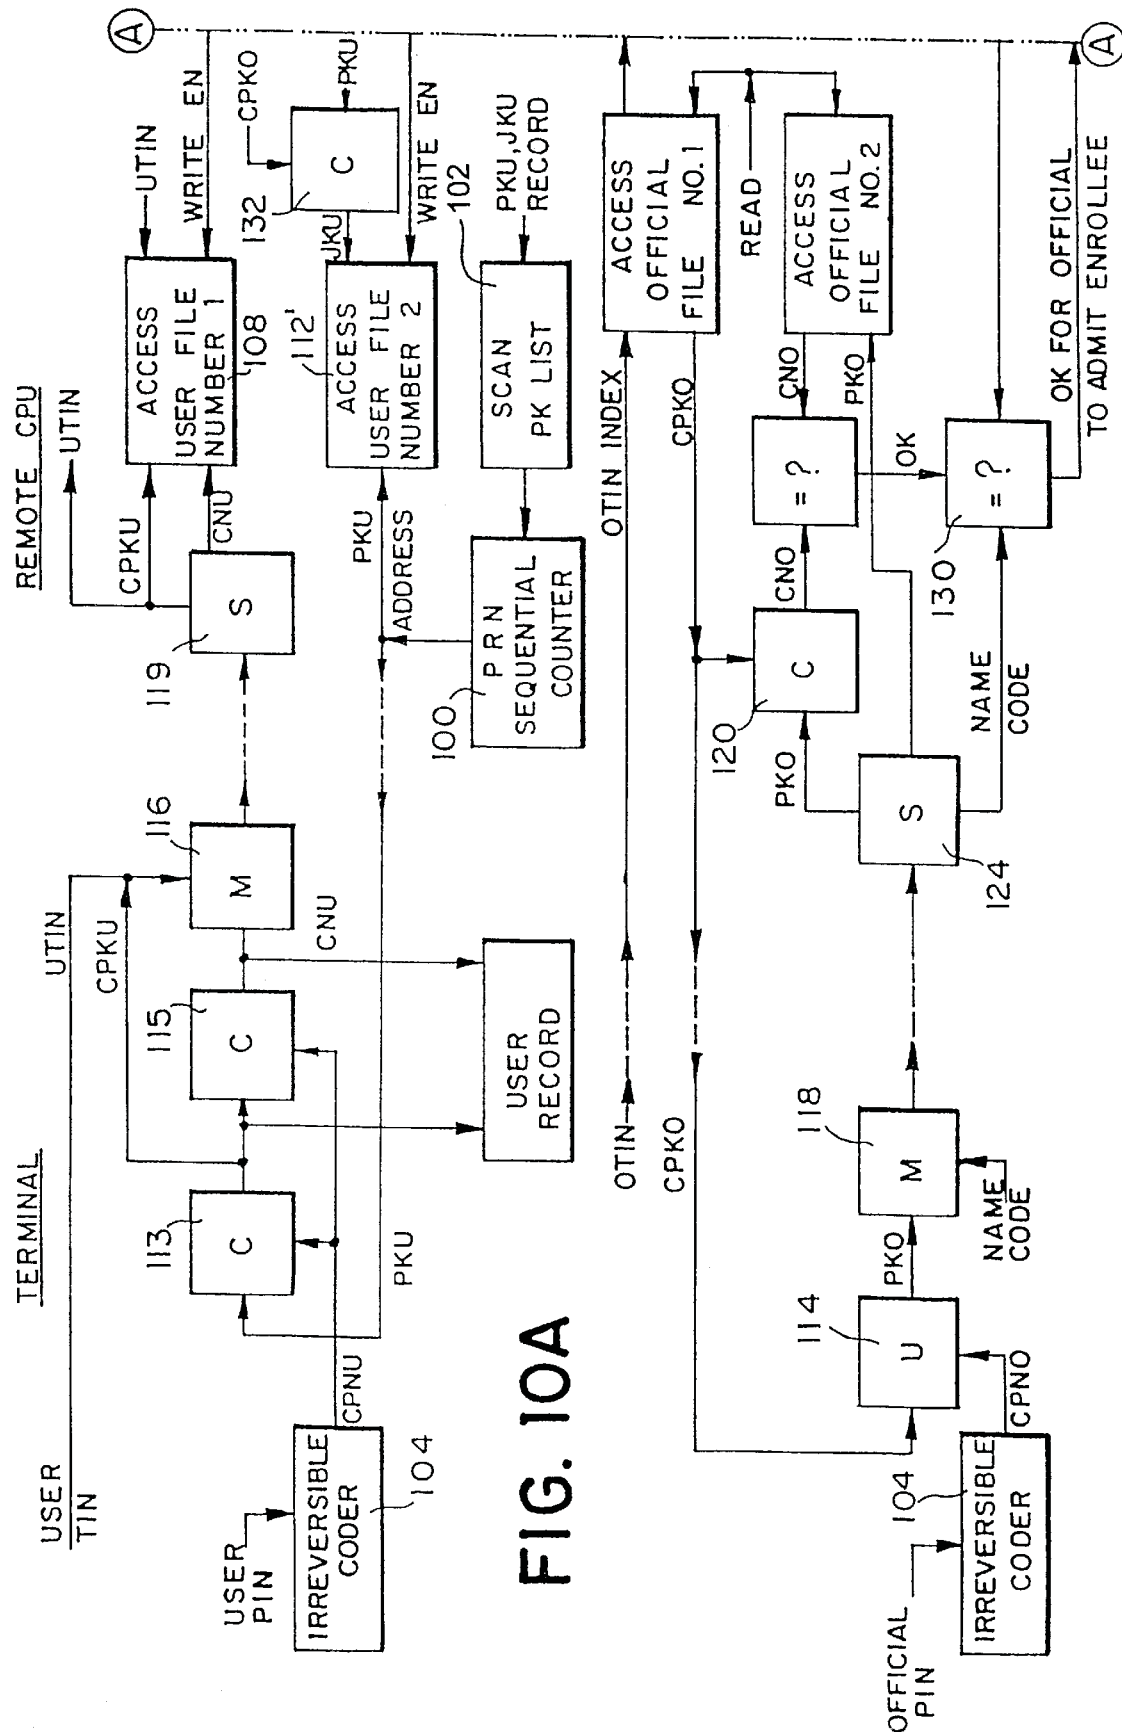 TERMINAL
REMOTE CPU
USER
TIN
UTIN
UTIN
CPKU
116
M
119
S
CPKU
CNU
ACCESS
USER FILE
NUMBER 1
108
UTIN
WRITE EN
A
113
C
115
C
CNU
USER
RECORD
USER
PIN
IRREVERSIBLE
CODER
104
CPNU
PKU
PKU
ADDRESS
ACCESS
USER FILE
NUMBER 2
112'
JKU
132
C
CPKO
PKU
WRITE EN
100
PRN
SEQUENTIAL
COUNTER
SCAN
PK LIST
102
PKU,JKU
RECORD
FIG. 10A
OTIN
OTIN INDEX
ACCESS
OFFICIAL
FILE NO.1
CPKO
CPKO
READ
ACCESS
OFFICIAL
FILE NO.2
CNO
PKO
120
C
PKO
CNO
= ?
OK
130
= ?
OFFICIAL
PIN
104
IRREVERSIBLE
CODER
CPNO
114
U
PKO
118
M
NAME
CODE
S
124
NAME
CODE
OK FOR OFFICIAL
TO ADMIT ENROLLEE
A